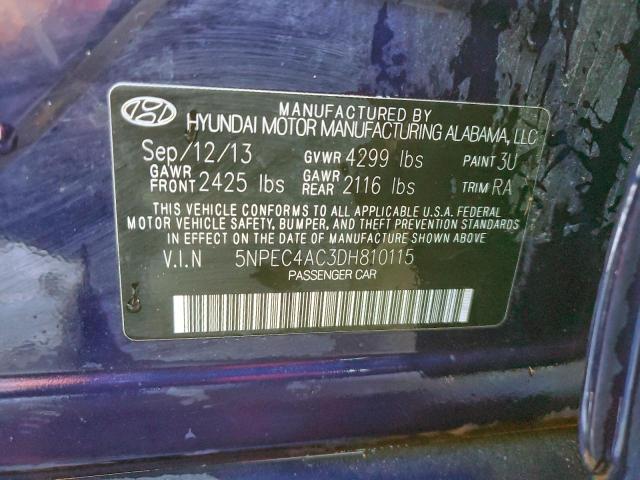 MANUFACTURED BY
HYUNDAI MOTOR MANUFACTURING ALABAMA, LLC
Sep/12/13 GVWR 4299 lbs PAINT 3U
GAWR FRONT 2425 lbs GAWR REAR 2116 lbs TRIM RA
THIS VEHICLE CONFORMS TO ALL APPLICABLE U.S.A. FEDERAL
MOTOR VEHICLE SAFETY, BUMPER, AND THEFT PREVENTION STANDARDS
IN EFFECT ON THE DATE OF MANUFACTURE SHOWN ABOVE.
V.I.N 5NPEC4AC3DH810115
PASSENGER CAR